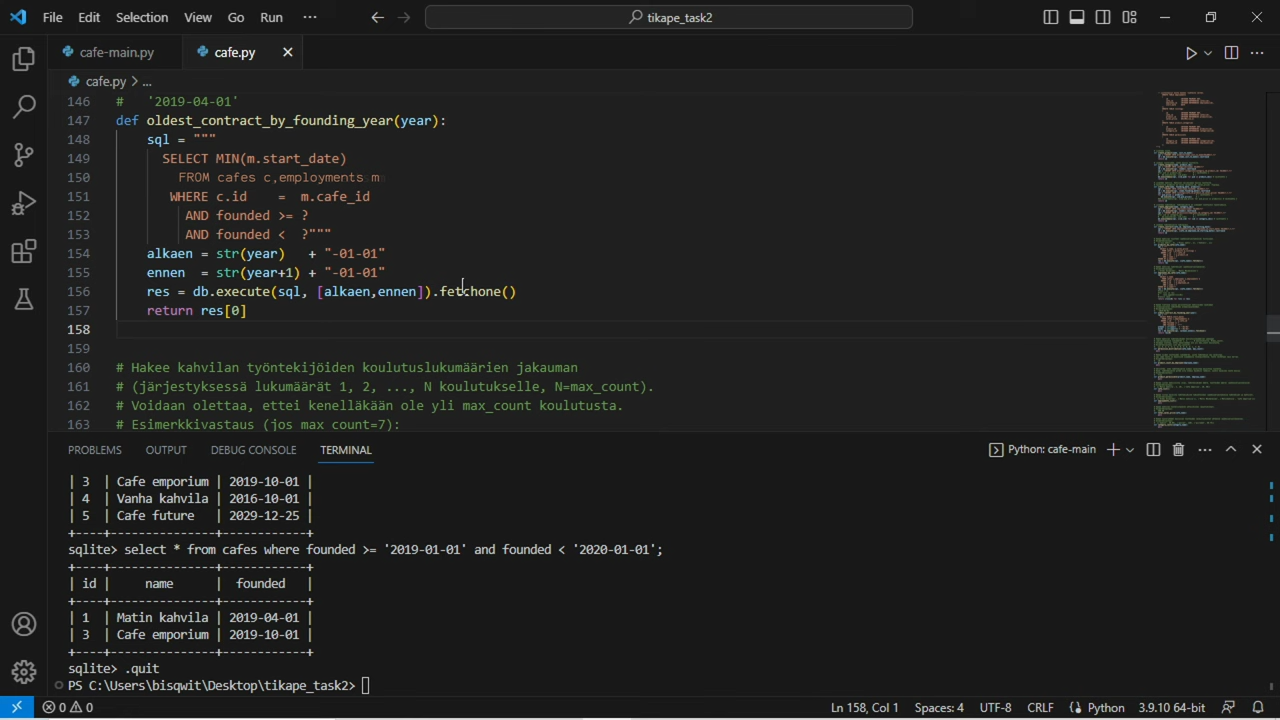 File Edit Selection View Go Run ··· tikape_task2
cafe-main.py cafe.py
cafe.py > ...
146 #   '2019-04-01'
147 def oldest_contract_by_founding_year(year):
148     sql = """
149       SELECT MIN(m.start_date)
150         FROM cafes c,employments m
151        WHERE c.id    =  m.cafe_id
152          AND founded >= ?
153          AND founded <  ?"""
154     alkaen = str(year)   + "-01-01"
155     ennen  = str(year+1) + "-01-01"
156     res = db.execute(sql, [alkaen,ennen]).fetchone()
157     return res[0]
158
159
160 # Hakee kahvilan työntekijöiden koulutuslukumäärien jakauman
161 # (järjestyksessä lukumäärät 1, 2, ..., N koulutukselle, N=max_count).
162 # Voidaan olettaa, ettei kenelläkään ole yli max_count koulutusta.
163 # Esimerkkivastaus (jos max_count=7):
PROBLEMS OUTPUT DEBUG CONSOLE TERMINAL Python: cafe-main
| 3  | Cafe emporium | 2019-10-01 |
| 4  | Vanha kahvila | 2016-10-01 |
| 5  | Cafe future   | 2029-12-25 |
+----+---------------+------------+
sqlite> select * from cafes where founded >= '2019-01-01' and founded < '2020-01-01';
+----+---------------+------------+
| id |     name      |  founded   |
+----+---------------+------------+
| 1  | Matin kahvila | 2019-04-01 |
| 3  | Cafe emporium | 2019-10-01 |
+----+---------------+------------+
sqlite> .quit
PS C:\Users\bisqwit\Desktop\tikape_task2>
0 0 Ln 158, Col 1 Spaces: 4 UTF-8 CRLF Python 3.9.10 64-bit